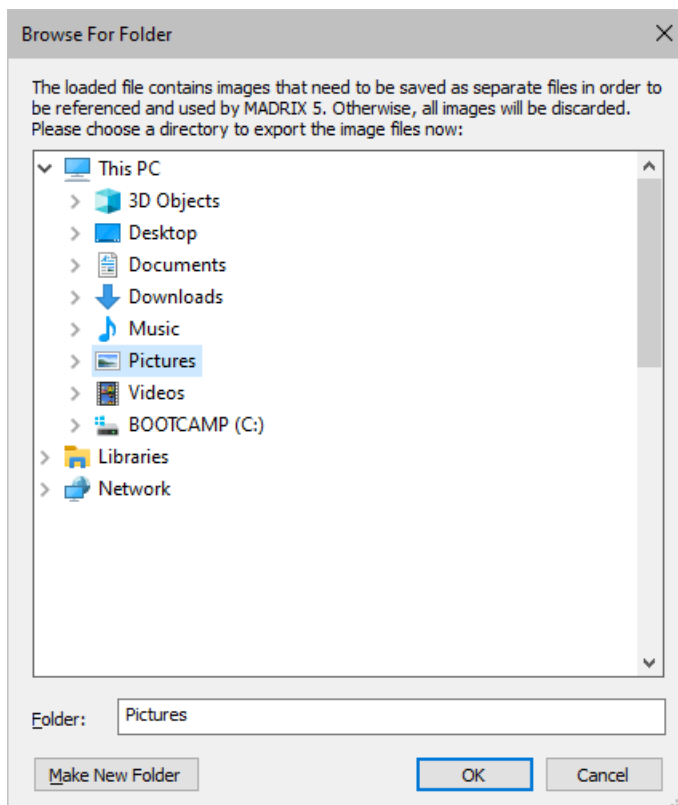 Browse For Folder
The loaded file contains images that need to be saved as separate files in order to
be referenced and used by MADRIX 5. Otherwise, all images will be discarded.
Please choose a directory to export the image files now:
This PC
3D Objects
Desktop
Documents
Downloads
Music
Pictures
Videos
BOOTCAMP (C:)
Libraries
Network
Folder: Pictures
Make New Folder OK Cancel